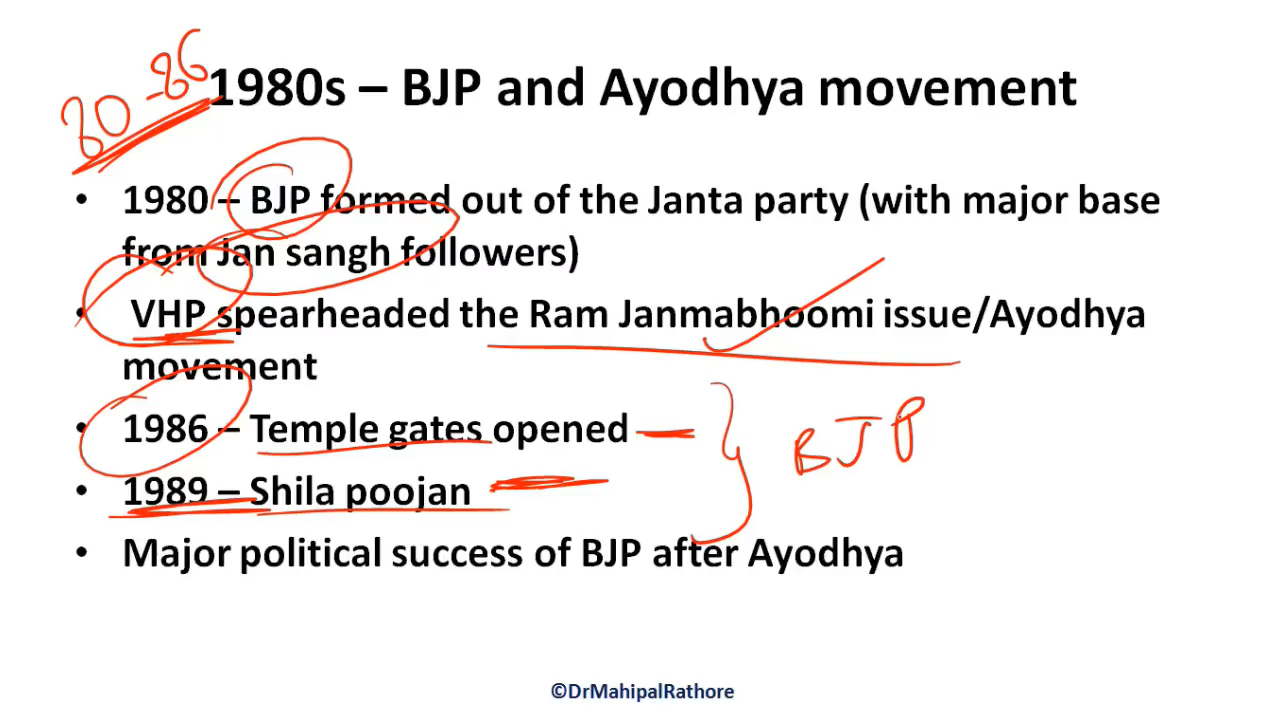 80 -86
1980s – BJP and Ayodhya movement
• 1980 – BJP formed out of the Janta party (with major base
from Jan sangh followers)
• VHP spearheaded the Ram Janmabhoomi issue/Ayodhya
movement
• 1986 – Temple gates opened
BJP
• 1989 – Shila poojan
• Major political success of BJP after Ayodhya
©DrMahipalRathore